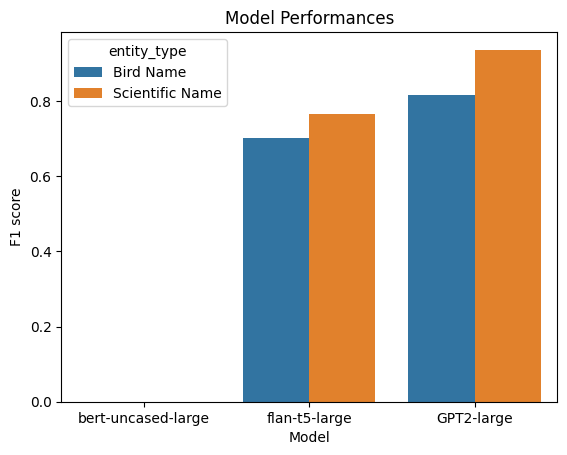 Model Performances
entity_type
Bird Name
Scientific Name
F1 score
0.8
0.6
0.4
0.2
0.0
bert-uncased-large
flan-t5-large
GPT2-large
Model